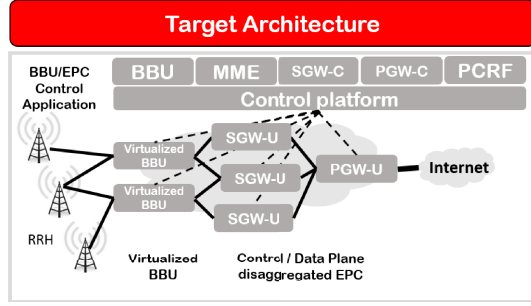 Target Architecture
BBU/EPC
Control
Application
BBU
MME
SGW-C
PGW-C
PCRF
Control platform
SGW-U
Virtualized
BBU
SGW-U
PGW-U
Internet
Virtualized
BBU
SGW-U
RRH
Virtualized
BBU
Control / Data Plane
disaggregated EPC